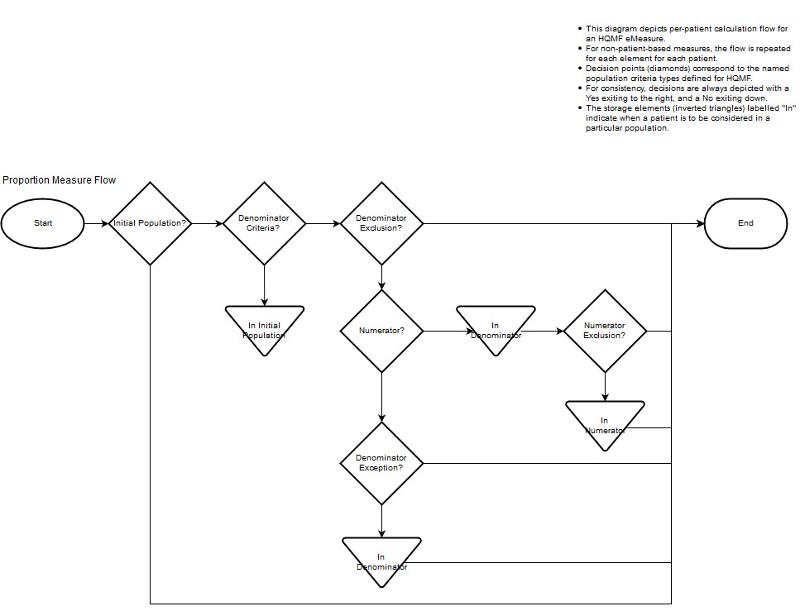 • This diagram depicts per-patient calculation flow for
an HQMF eMeasure.
• For non-patient-based measures, the flow is repeated
for each element for each patient.
• Decision points (diamonds) correspond to the named
population criteria types defined for HQMF.
• For consistency, decisions are always depicted with a
Yes exiting to the right, and a No exiting down.
• The storage elements (inverted triangles) labelled "In"
indicate when a patient is to be considered in a
particular population.
Proportion Measure Flow
Start
Initial Population?
Denominator
Criteria?
Denominator
Exclusion?
End
In Initial
Population
Numerator?
In
Denominator
Numerator
Exclusion?
In
Numerator
Denominator
Exception?
In
Denominator